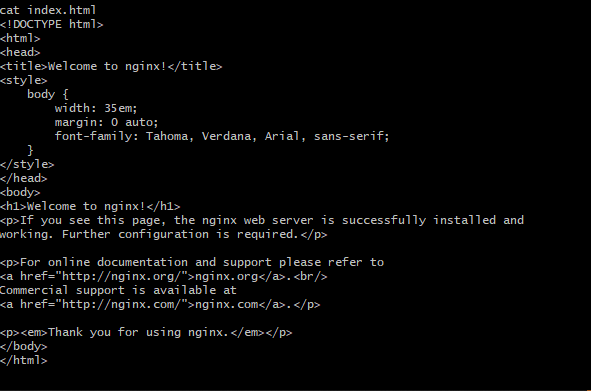 cat index.html
<!DOCTYPE html>
<html>
<head>
<title>Welcome to nginx!</title>
<style>
    body {
        width: 35em;
        margin: 0 auto;
        font-family: Tahoma, Verdana, Arial, sans-serif;
    }
</style>
</head>
<body>
<h1>Welcome to nginx!</h1>
<p>If you see this page, the nginx web server is successfully installed and
working. Further configuration is required.</p>

<p>For online documentation and support please refer to
<a href="http://nginx.org/">nginx.org</a>.<br/>
Commercial support is available at
<a href="http://nginx.com/">nginx.com</a>.</p>

<p><em>Thank you for using nginx.</em></p>
</body>
</html>